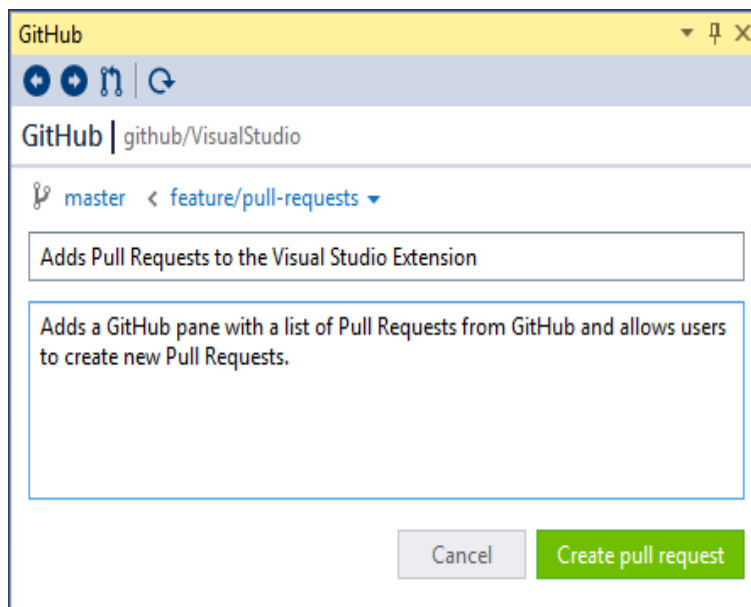 GitHub
GitHub | github/VisualStudio
master < feature/pull-requests
Adds Pull Requests to the Visual Studio Extension
Adds a GitHub pane with a list of Pull Requests from GitHub and allows users
to create new Pull Requests.
Cancel Create pull request